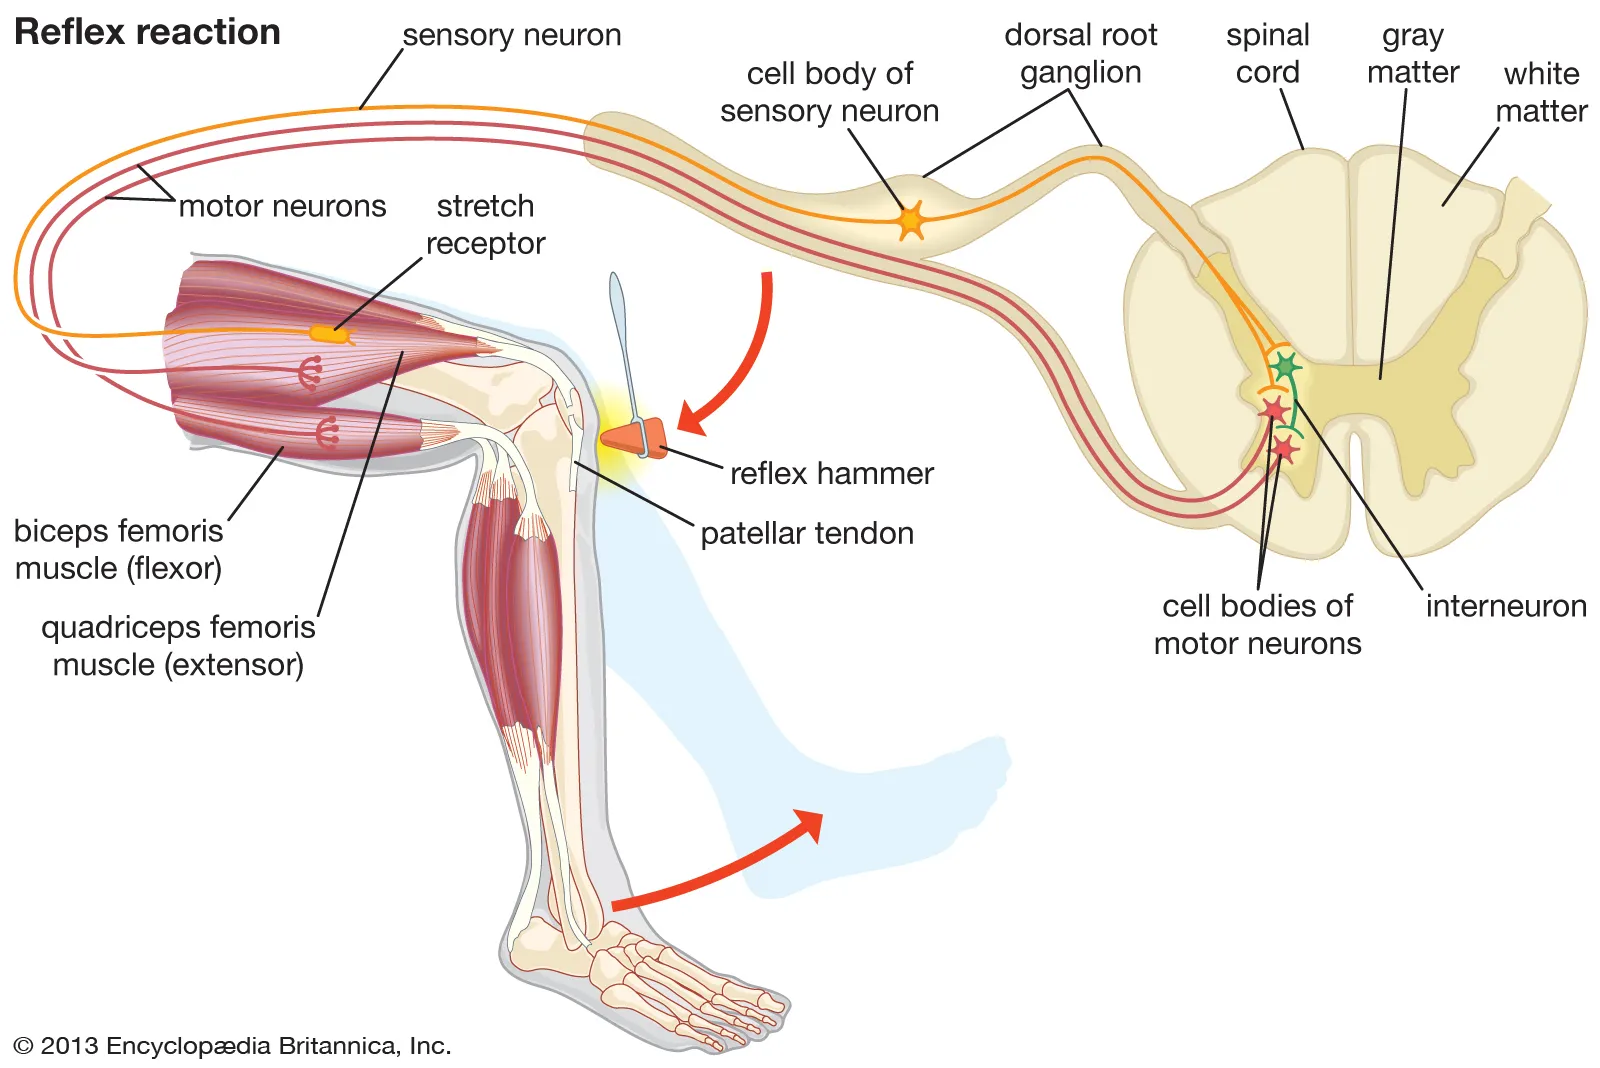 Reflex reaction
sensory neuron
cell body of
sensory neuron
dorsal root
ganglion
spinal
cord
gray
matter
white
matter
motor neurons
stretch
receptor
reflex hammer
patellar tendon
biceps femoris
muscle (flexor)
quadriceps femoris
muscle (extensor)
cell bodies of
motor neurons
interneuron
© 2013 Encyclopædia Britannica, Inc.